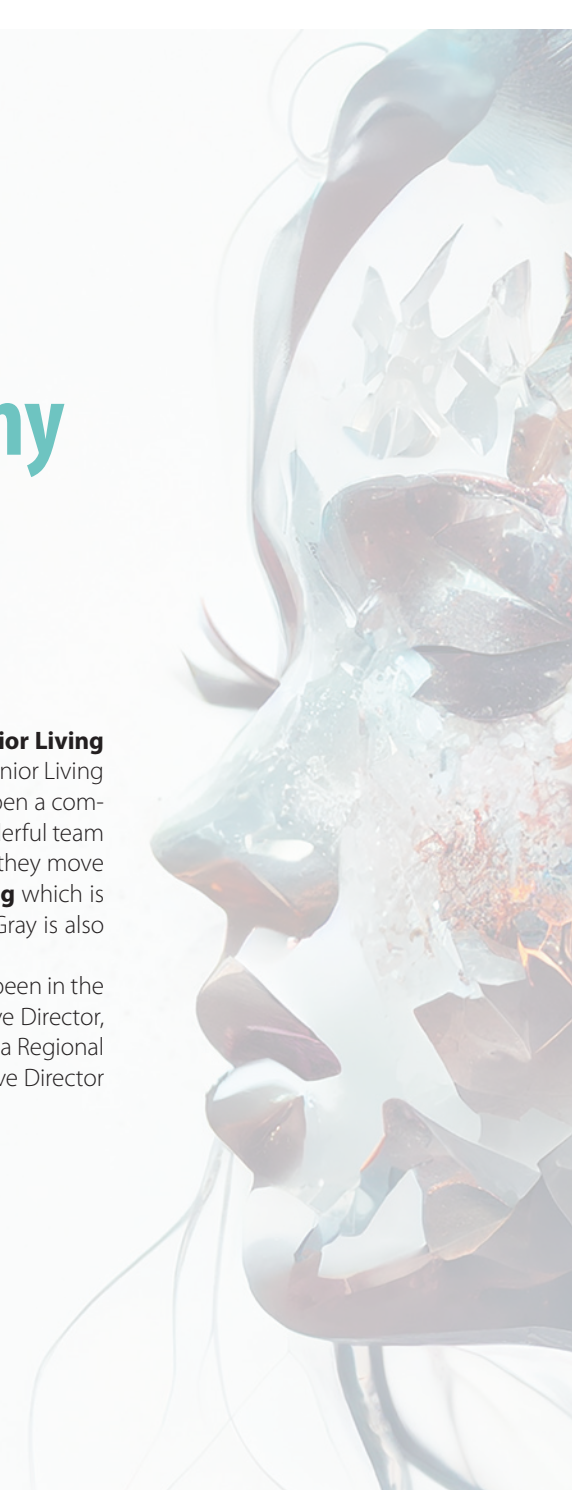 ny
ior Living
nior Living
en a com-
erful team
they move
g which is
Gray is also
been in the
ve Director,
a Regional
ve Director